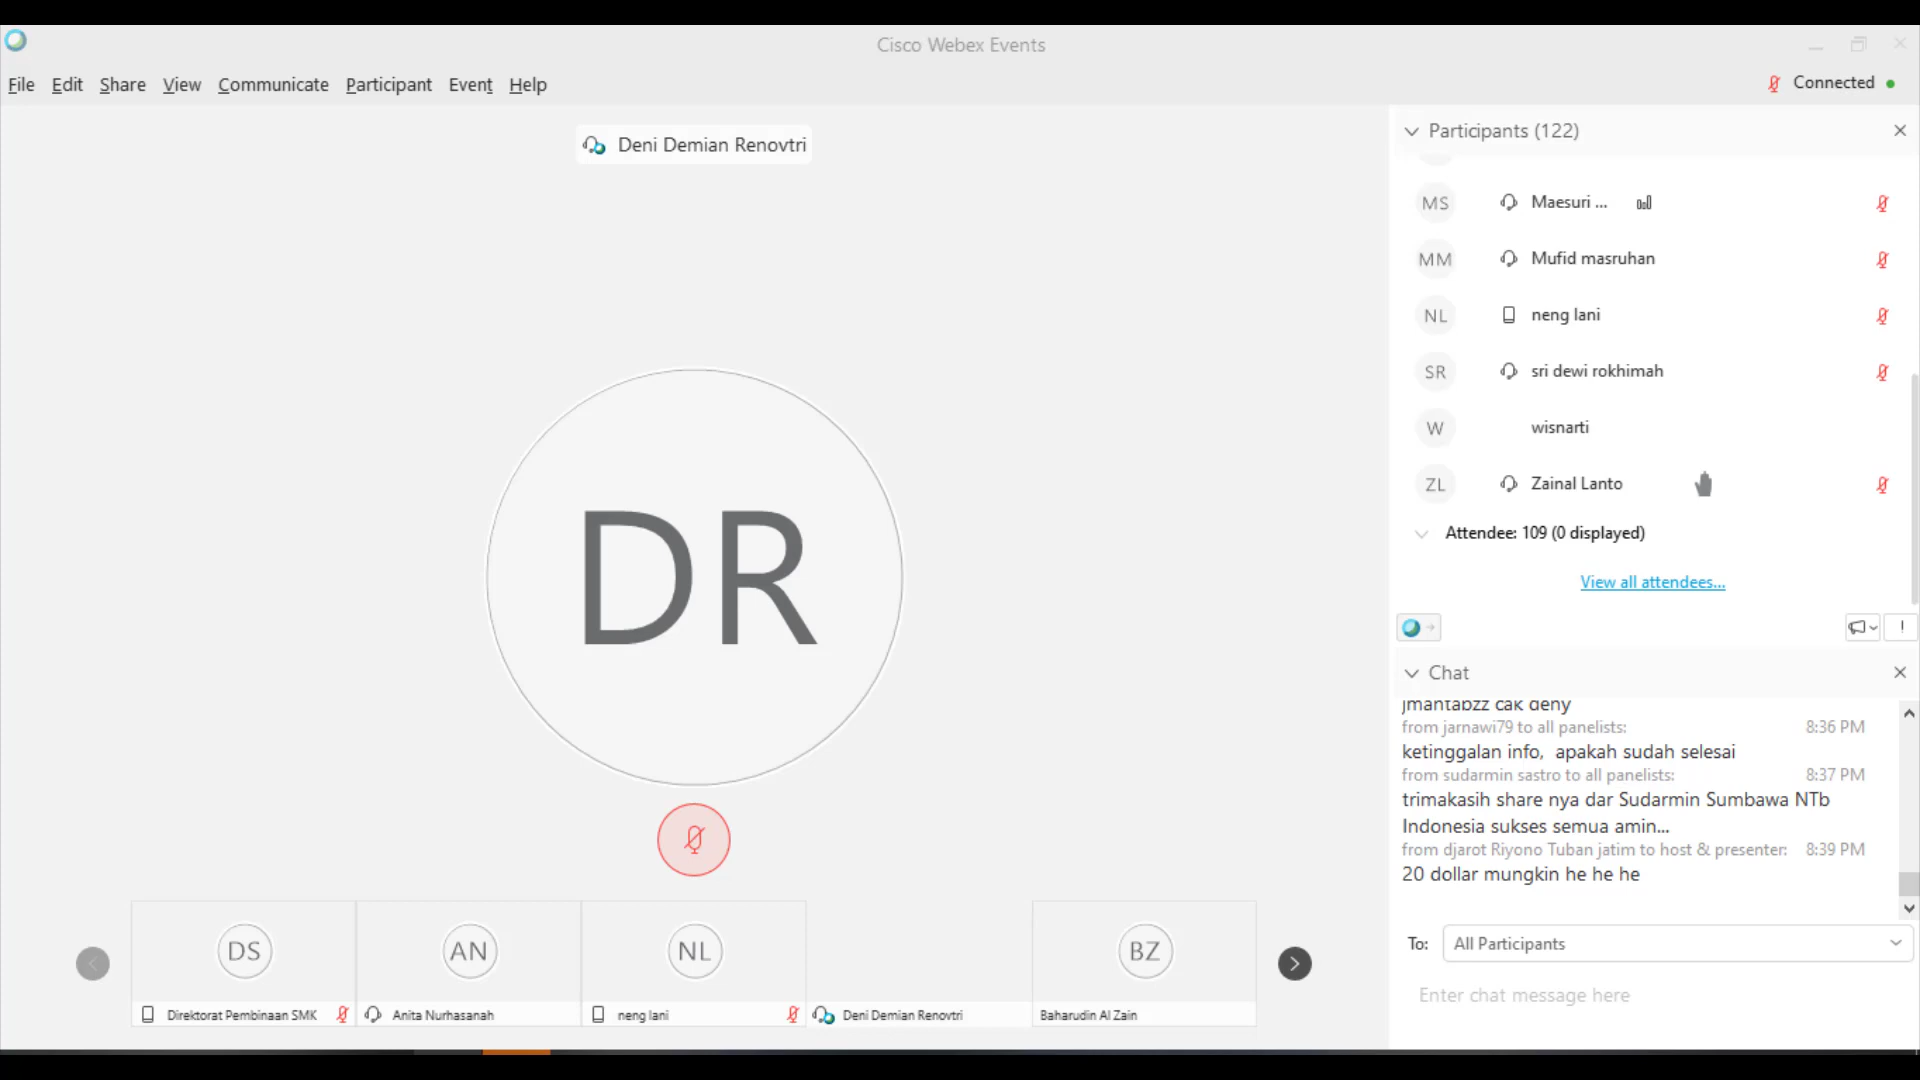 Cisco Webex Events
File Edit Share View Communicate Participant Event Help
Connected
Deni Demian Renovtri
DR
DS
Direktorat Pembinaan SMK
AN
Anita Nurhasanah
NL
neng lani
Deni Demian Renovtri
BZ
Baharudin Al Zain
Participants (122)
MS Maesuri ...
MM Mufid masruhan
NL neng lani
SR sri dewi rokhimah
W wisnarti
ZL Zainal Lanto
Attendee: 109 (0 displayed)
View all attendees...
Chat
jmantabzz cak deny
from jarnawi79 to all panelists: 8:36 PM
ketinggalan info, apakah sudah selesai
from sudarmin sastro to all panelists: 8:37 PM
trimakasih share nya dar Sudarmin Sumbawa NTb
Indonesia sukses semua amin...
from djarot Riyono Tuban jatim to host & presenter: 8:39 PM
20 dollar mungkin he he he
To: All Participants
Enter chat message here